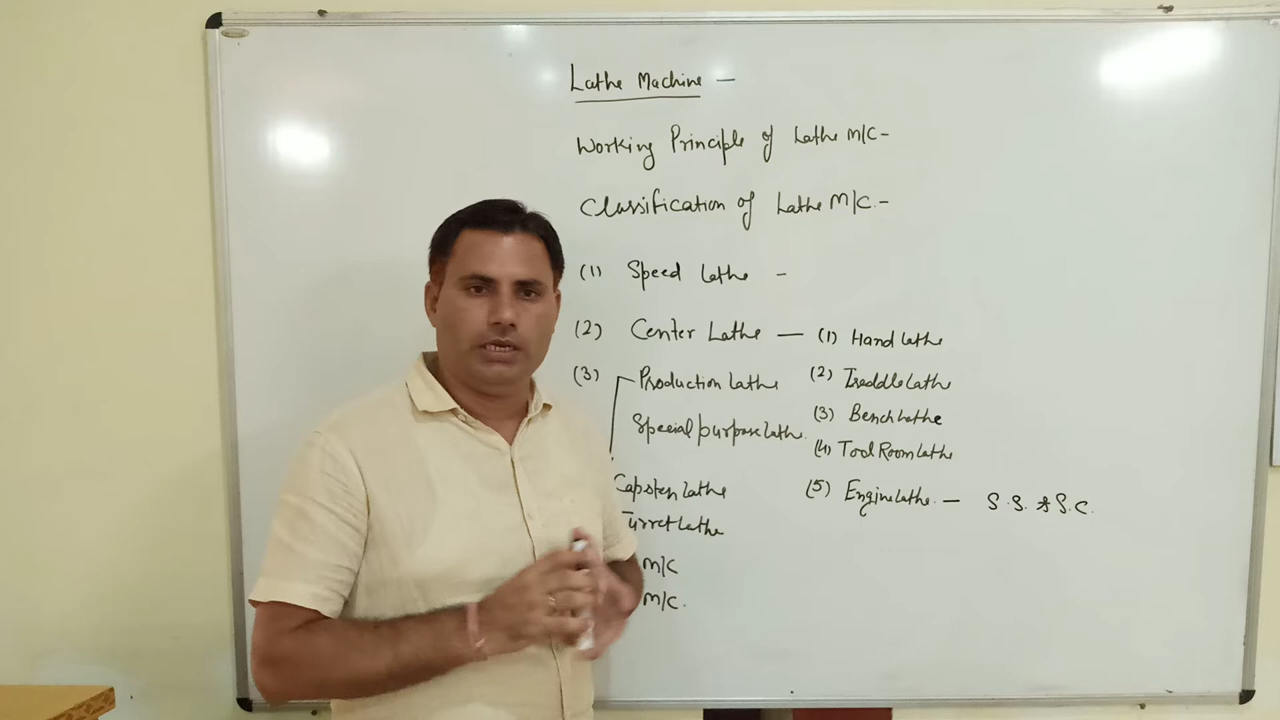 Lathe Machine -
Working Principle of Lathe M/C-
Classification of Lathe M/C.-
(1) Speed lathe -
(2) Center Lathe — (1) Hand lathe
(3) Production lathe (2) Treddle lathe
Special purpose lathe. (3) Bench lathe
(4) Tool Room lathe
Capsten lathe (5) Engine lathe. — S.S. & S.C.
Turret lathe
M/C
M/C.